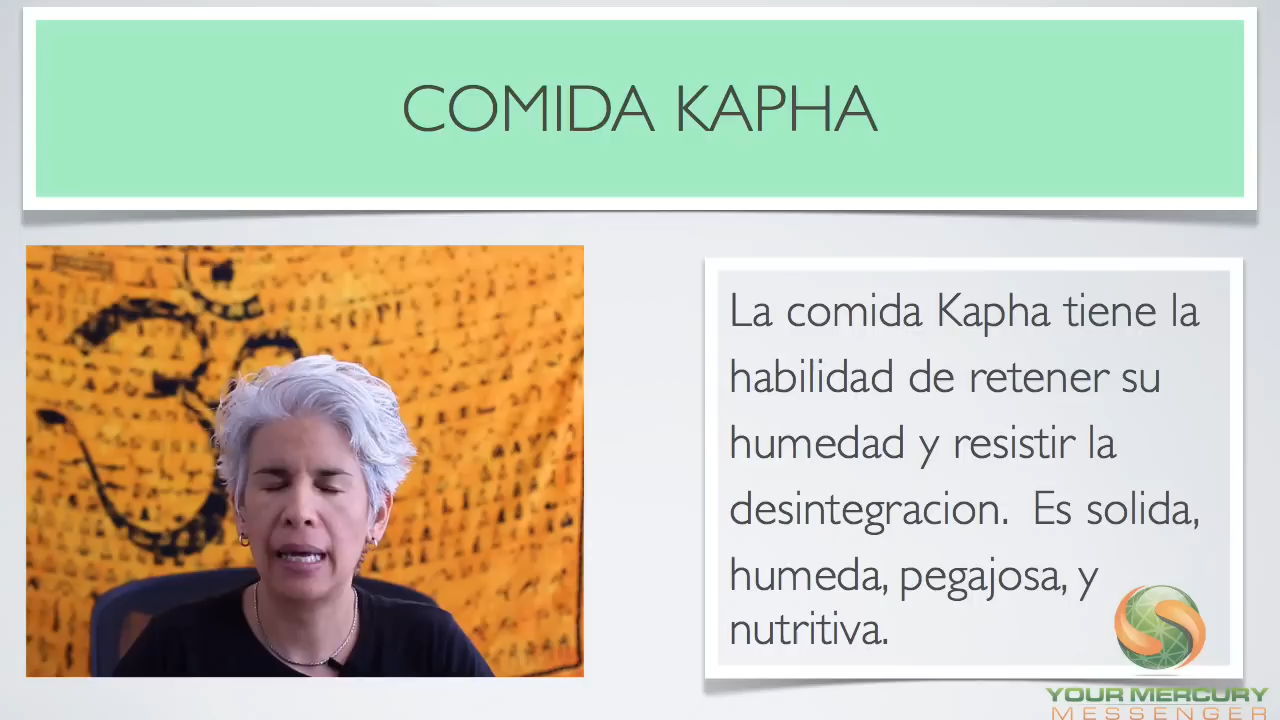 COMIDA KAPHA
La comida Kapha tiene la
habilidad de retener su
humedad y resistir la
desintegracion.  Es solida,
humeda, pegajosa, y
nutritiva.
YOUR MERCURY
MESSENGER